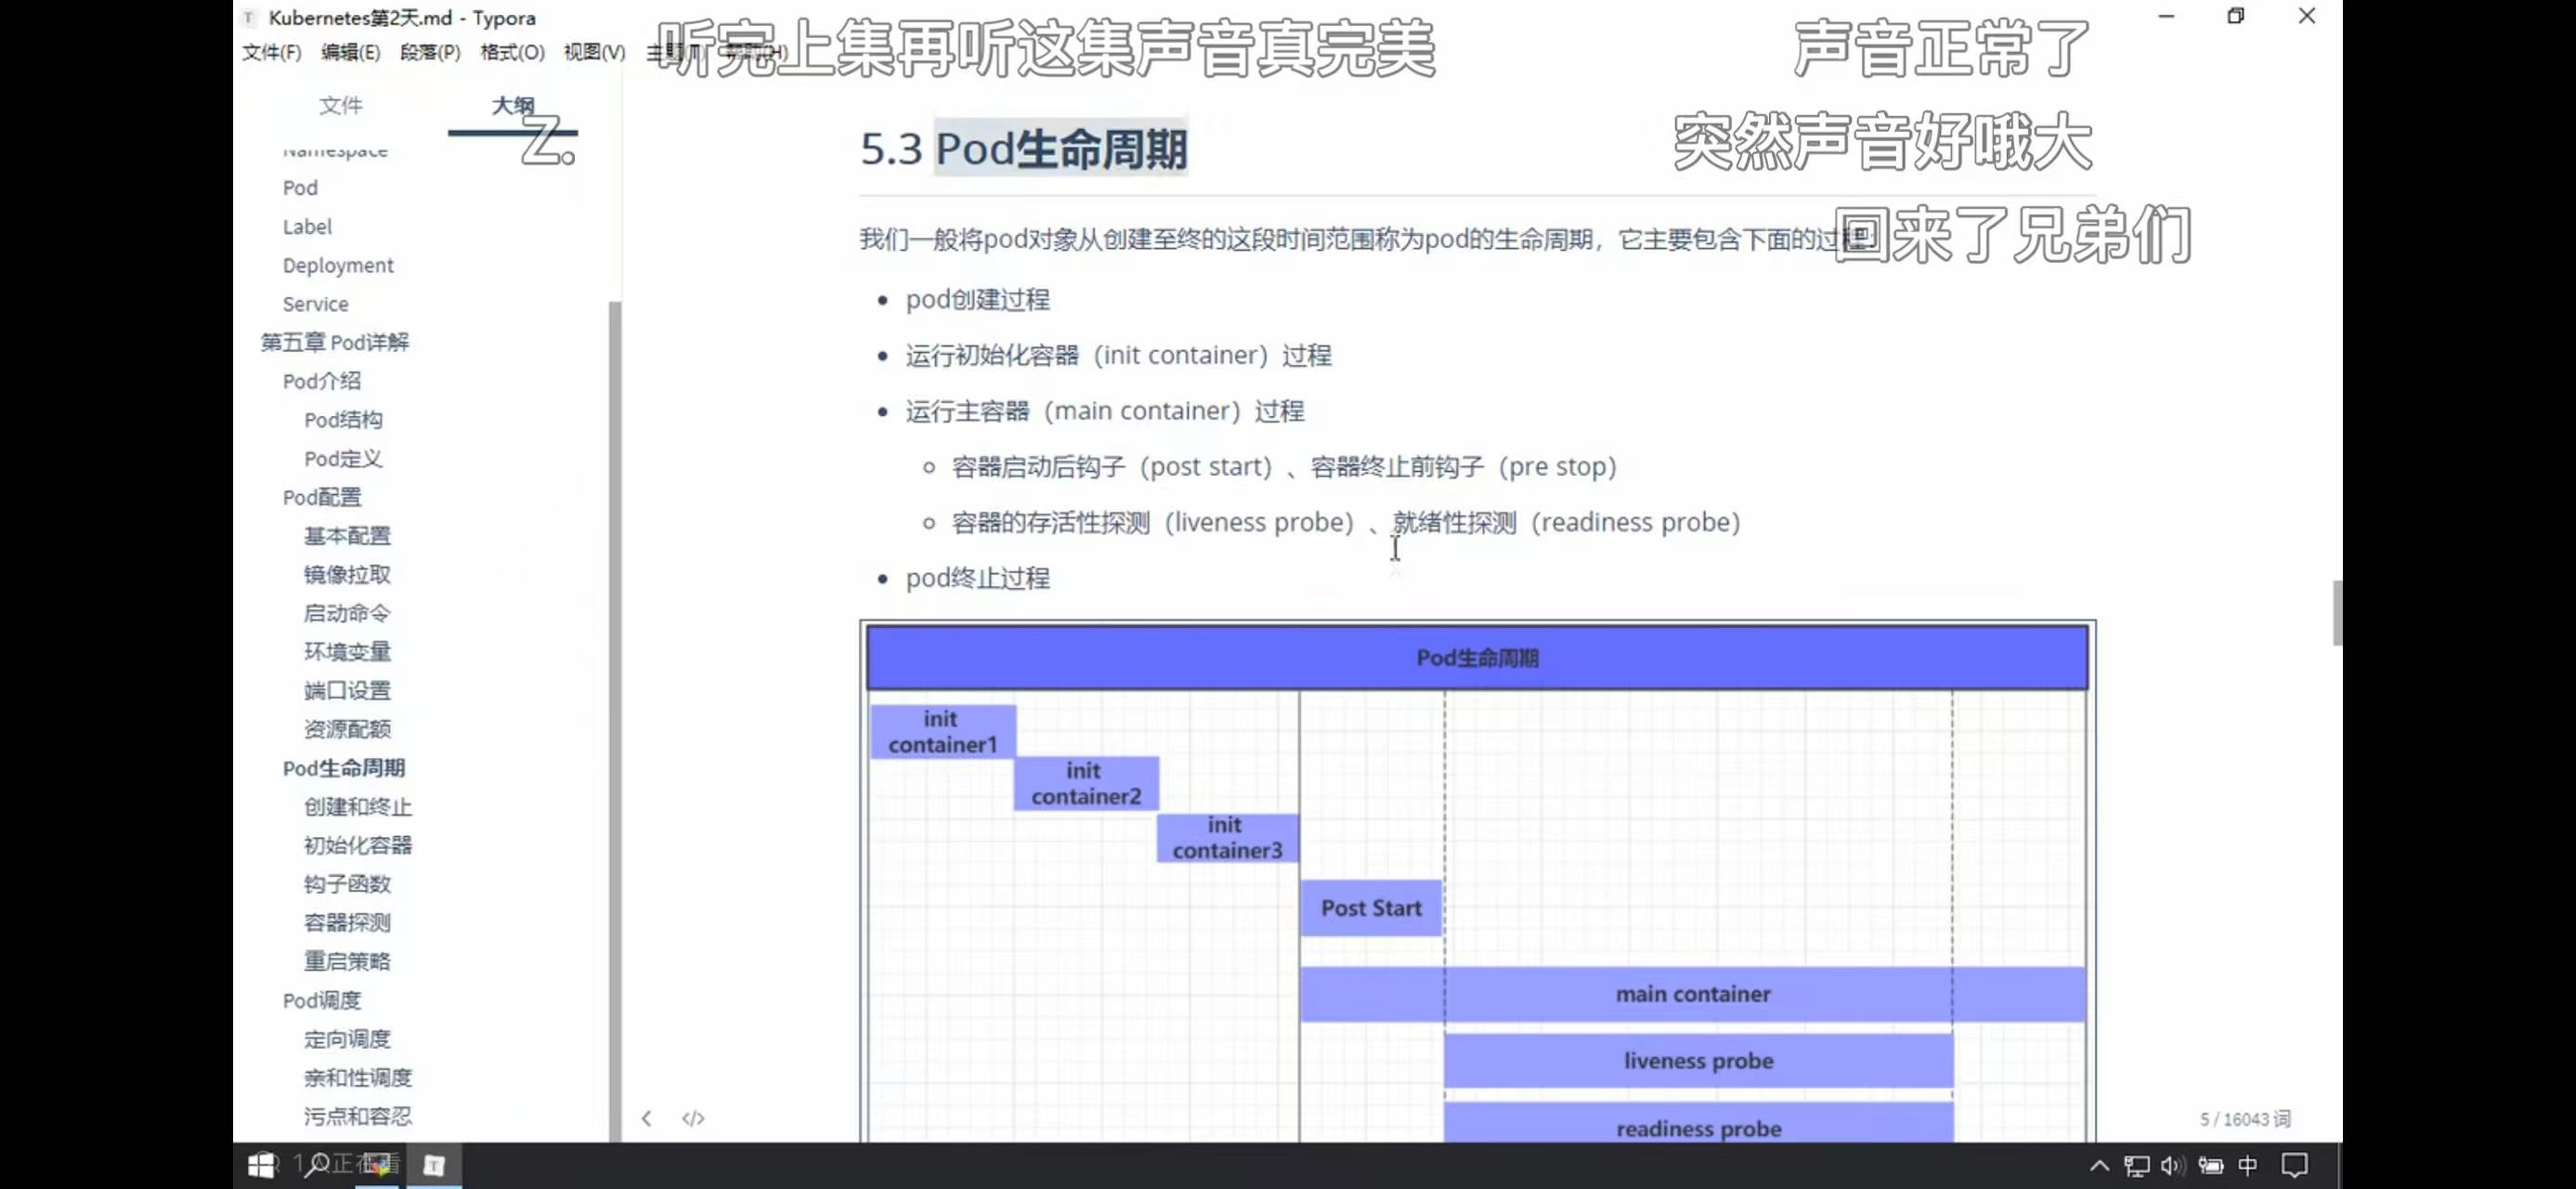 Kubernetes第2天.md - Typora
文件(F) 编辑(E) 段落(P) 格式(O) 视图(V)
听完上集再听这集声音真完美
声音正常了
突然声音好哦大
回来了兄弟们
文件 大纲
Z.
Namespace
Pod
Label
Deployment
Service
第五章 Pod详解
Pod介绍
Pod结构
Pod定义
Pod配置
基本配置
镜像拉取
启动命令
环境变量
端口设置
资源配额
Pod生命周期
创建和终止
初始化容器
钩子函数
容器探测
重启策略
Pod调度
定向调度
亲和性调度
污点和容忍
5.3 Pod生命周期
我们一般将pod对象从创建至终的这段时间范围称为pod的生命周期，它主要包含下面的过程
pod创建过程
运行初始化容器（init container）过程
运行主容器（main container）过程
容器启动后钩子（post start）、容器终止前钩子（pre stop）
容器的存活性探测（liveness probe）、就绪性探测（readiness probe）
pod终止过程
Pod生命周期
init
container1
init
container2
init
container3
Post Start
main container
liveness probe
readiness probe
5 / 16043 词
中